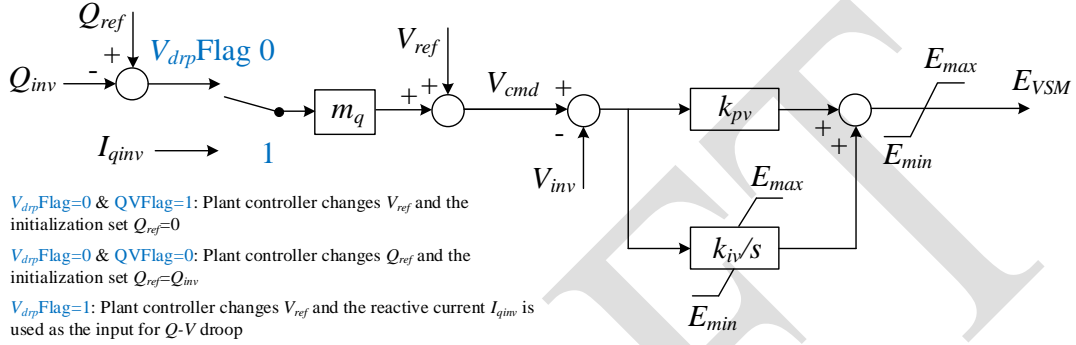 Q_ref
+
V_drpFlag 0
Q_inv
-
V_ref
+
+
m_q
V_cmd
+
-
V_inv
I_qinv
1
k_pv
+
+
E_max
E_VSM
E_min
E_max
k_iv/s
E_min
V_drpFlag=0 & QVFlag=1: Plant controller changes V_ref and the
initialization set Q_ref=0
V_drpFlag=0 & QVFlag=0: Plant controller changes Q_ref and the
initialization set Q_ref=Q_inv
V_drpFlag=1: Plant controller changes V_ref and the reactive current I_qinv is
used as the input for Q-V droop
FT